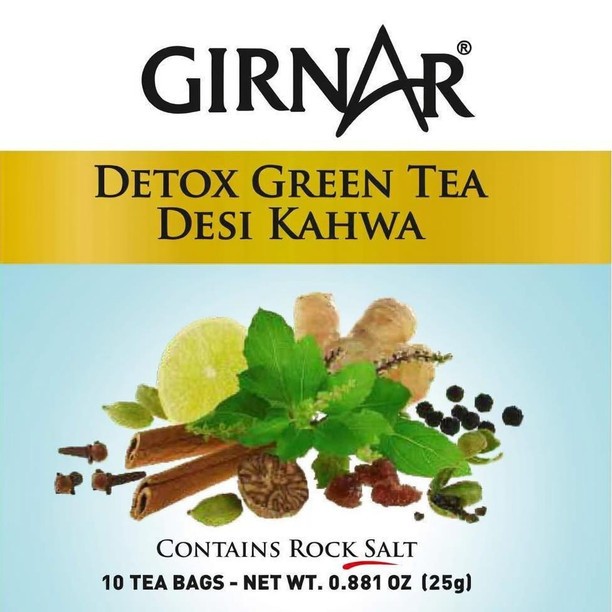 GIRNAR®
DETOX GREEN TEA
DESI KAHWA
CONTAINS ROCK SALT
10 TEA BAGS - NET WT. 0.881 OZ (25g)